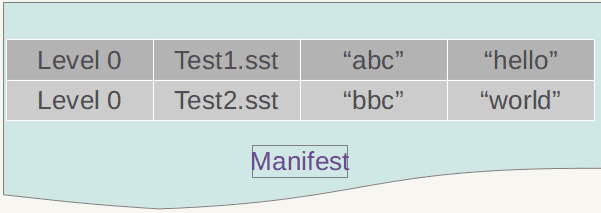 Level 0 Test1.sst “abc” “hello”
Level 0 Test2.sst “bbc” “world”
Manifest